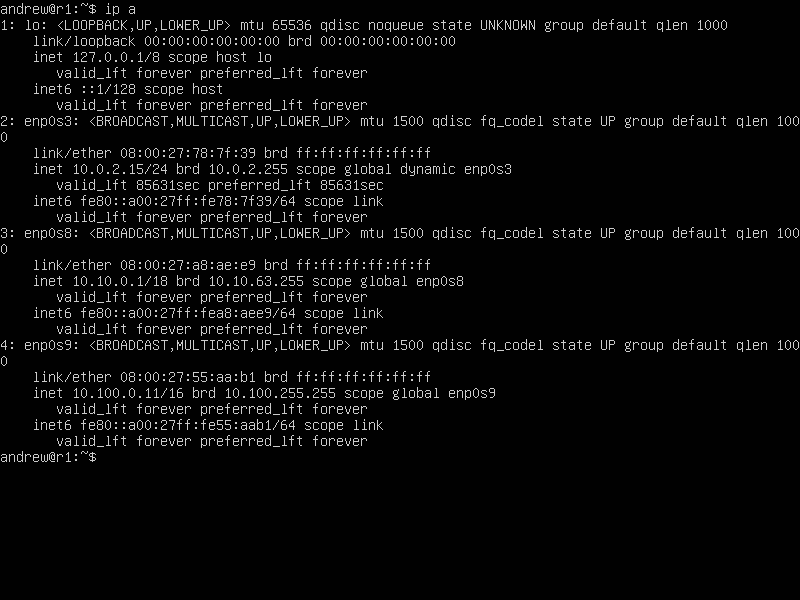 andrew@r1:~$ ip a
1: lo: <LOOPBACK,UP,LOWER_UP> mtu 65536 qdisc noqueue state UNKNOWN group default qlen 1000
    link/loopback 00:00:00:00:00:00 brd 00:00:00:00:00:00
    inet 127.0.0.1/8 scope host lo
       valid_lft forever preferred_lft forever
    inet6 ::1/128 scope host
       valid_lft forever preferred_lft forever
2: enp0s3: <BROADCAST,MULTICAST,UP,LOWER_UP> mtu 1500 qdisc fq_codel state UP group default qlen 100
0
    link/ether 08:00:27:78:7f:39 brd ff:ff:ff:ff:ff:ff
    inet 10.0.2.15/24 brd 10.0.2.255 scope global dynamic enp0s3
       valid_lft 85631sec preferred_lft 85631sec
    inet6 fe80::a00:27ff:fe78:7f39/64 scope link
       valid_lft forever preferred_lft forever
3: enp0s8: <BROADCAST,MULTICAST,UP,LOWER_UP> mtu 1500 qdisc fq_codel state UP group default qlen 100
0
    link/ether 08:00:27:a8:ae:e9 brd ff:ff:ff:ff:ff:ff
    inet 10.10.0.1/18 brd 10.10.63.255 scope global enp0s8
       valid_lft forever preferred_lft forever
    inet6 fe80::a00:27ff:fea8:aee9/64 scope link
       valid_lft forever preferred_lft forever
4: enp0s9: <BROADCAST,MULTICAST,UP,LOWER_UP> mtu 1500 qdisc fq_codel state UP group default qlen 100
0
    link/ether 08:00:27:55:aa:b1 brd ff:ff:ff:ff:ff:ff
    inet 10.100.0.11/16 brd 10.100.255.255 scope global enp0s9
       valid_lft forever preferred_lft forever
    inet6 fe80::a00:27ff:fe55:aab1/64 scope link
       valid_lft forever preferred_lft forever
andrew@r1:~$